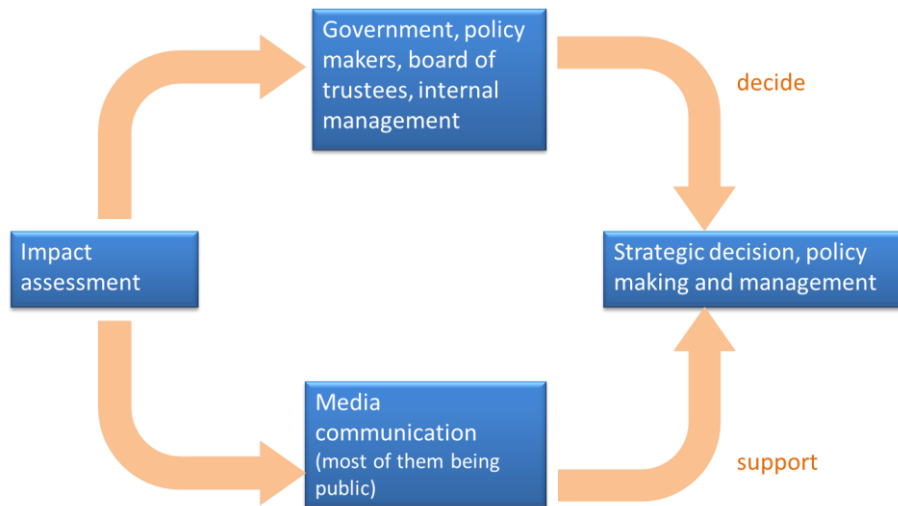 Government, policy
makers, board of
trustees, internal
management
decide
Impact
assessment
Strategic decision, policy
making and management
Media
communication
(most of them being
public)
support